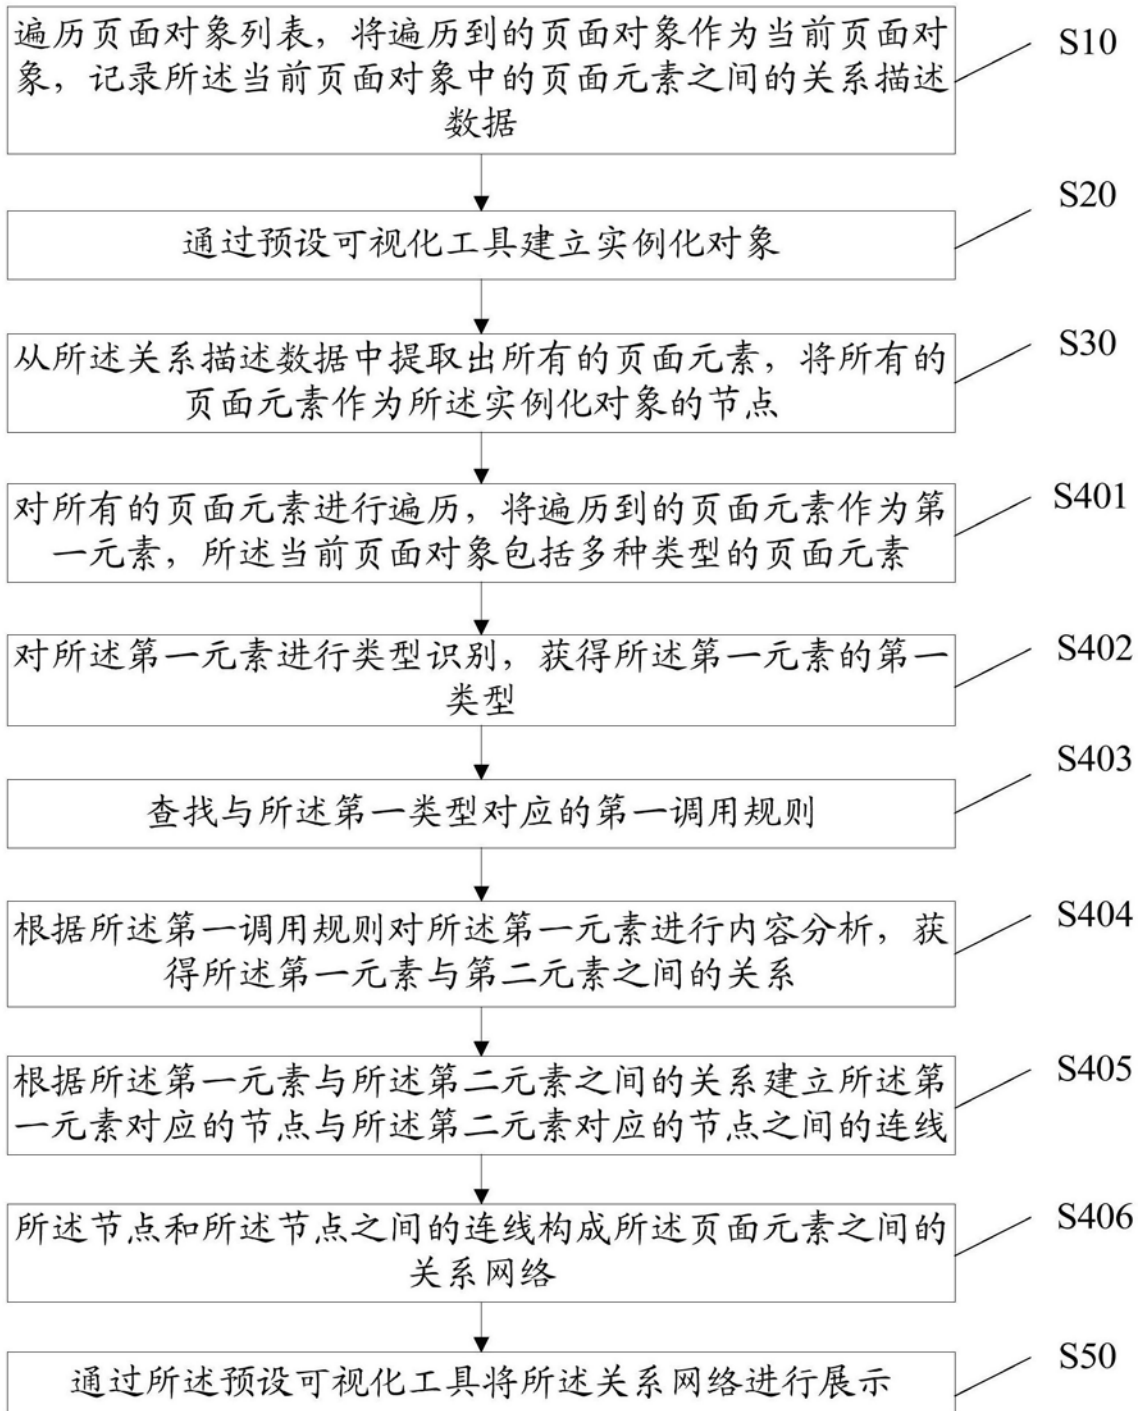 遍历页面对象列表，将遍历到的页面对象作为当前页面对
象，记录所述当前页面对象中的页面元素之间的关系描述
数据
S10
通过预设可视化工具建立实例化对象
S20
从所述关系描述数据中提取出所有的页面元素，将所有的
页面元素作为所述实例化对象的节点
S30
对所有的页面元素进行遍历，将遍历到的页面元素作为第
一元素，所述当前页面对象包括多种类型的页面元素
S401
对所述第一元素进行类型识别，获得所述第一元素的第一
类型
S402
查找与所述第一类型对应的第一调用规则
S403
根据所述第一调用规则对所述第一元素进行内容分析，获
得所述第一元素与第二元素之间的关系
S404
根据所述第一元素与所述第二元素之间的关系建立所述第
一元素对应的节点与所述第二元素对应的节点之间的连线
S405
所述节点和所述节点之间的连线构成所述页面元素之间的
关系网络
S406
通过所述预设可视化工具将所述关系网络进行展示
S50